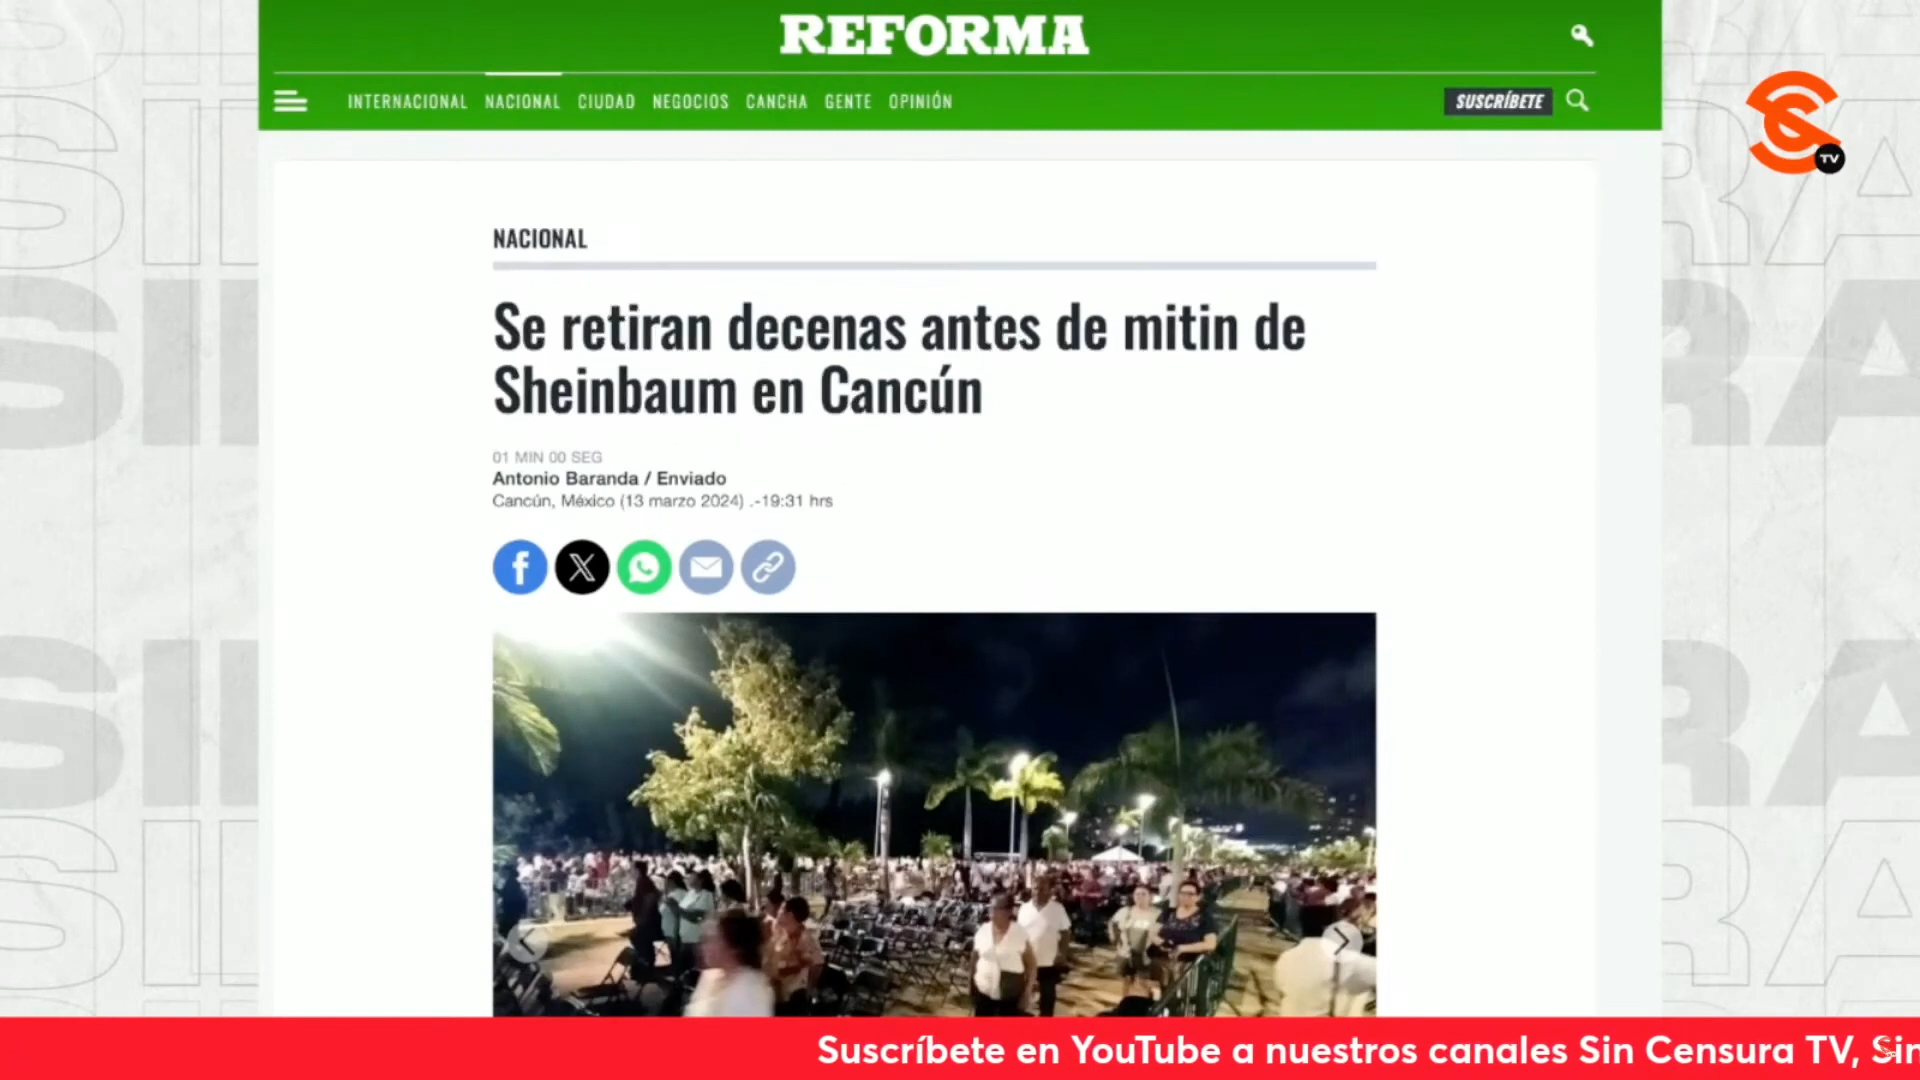 REFORMA
INTERNACIONAL NACIONAL CIUDAD NEGOCIOS CANCHA GENTE OPINIÓN
SUSCRÍBETE
TV
NACIONAL
Se retiran decenas antes de mitin de
Sheinbaum en Cancún
01 MIN 00 SEG
Antonio Baranda / Enviado
Cancún, México (13 marzo 2024) .-19:31 hrs
Suscríbete en YouTube a nuestros canales Sin Censura TV, Sin